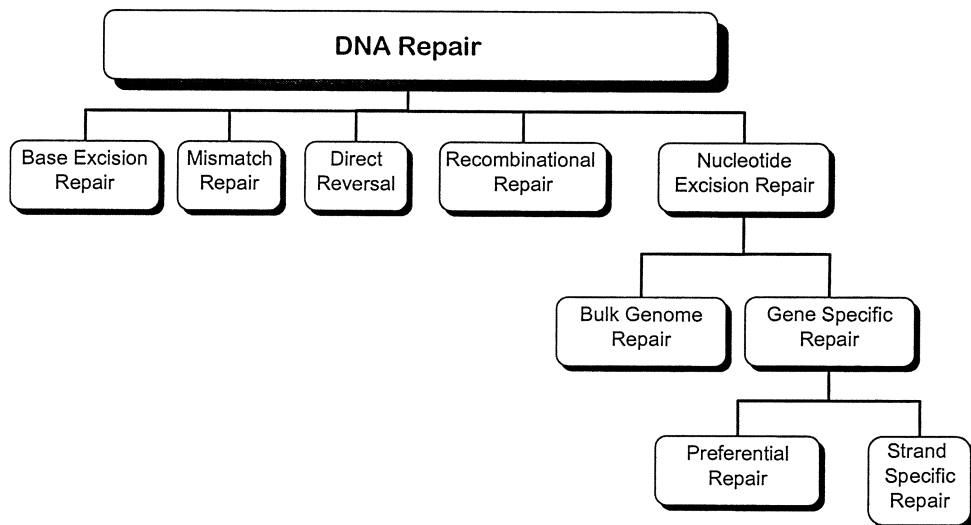 DNA Repair
Base Excision
Repair
Mismatch
Repair
Direct
Reversal
Recombinational
Repair
Nucleotide
Excision Repair
Bulk Genome
Repair
Gene Specific
Repair
Preferential
Repair
Strand
Specific
Repair